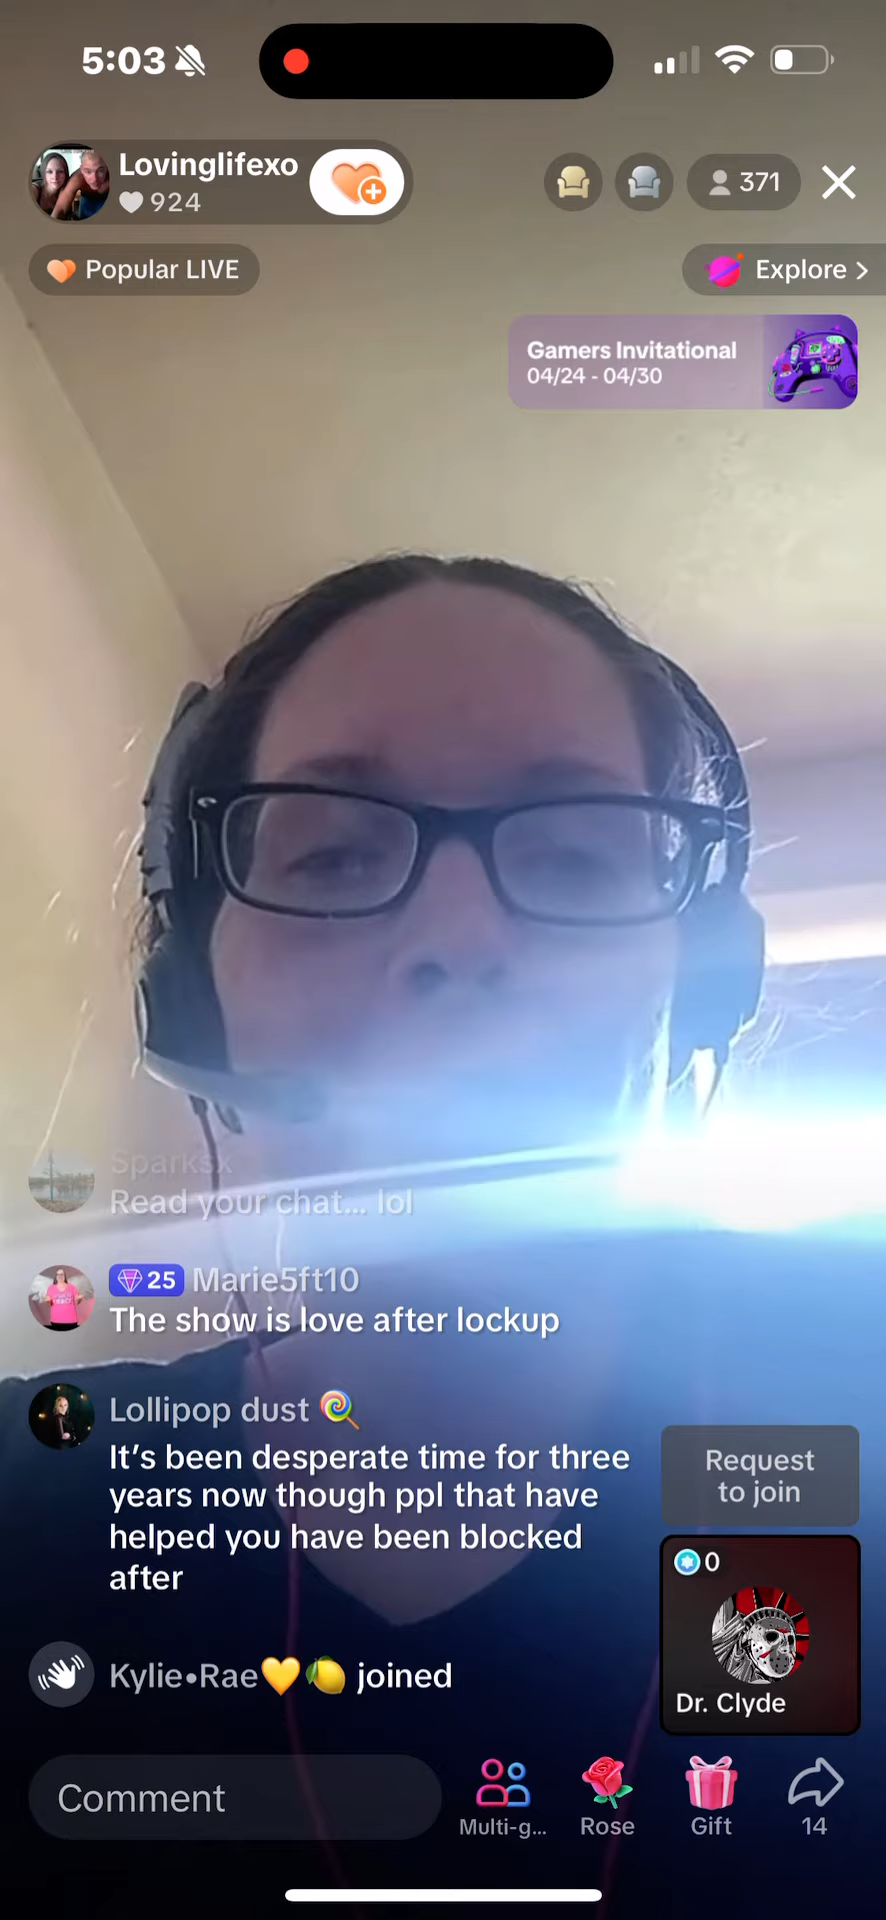 5:03
Lovinglifexo
924
371
Popular LIVE
Explore >
Gamers Invitational
04/24 - 04/30
Sparksx
Read your chat... lol
25 Marie5ft10
The show is love after lockup
Lollipop dust 🍭
It's been desperate time for three
years now though ppl that have
helped you have been blocked
after
Request
to join
0
Dr. Clyde
Kylie•Rae💛🍋 joined
Comment
Multi-g...
Rose
Gift
14